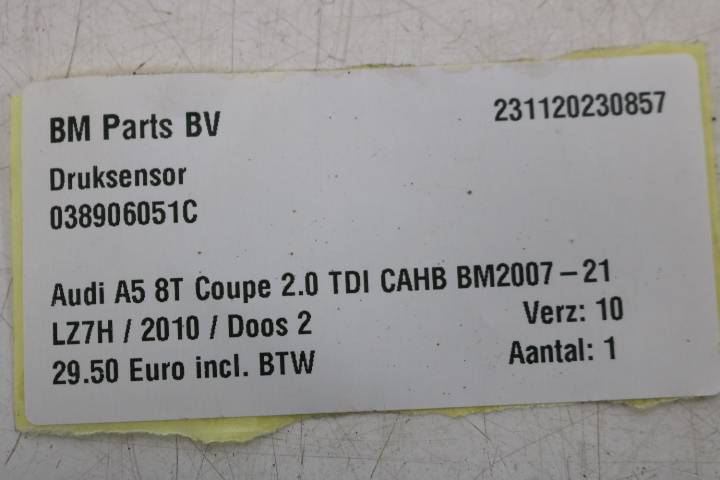 BM Parts BV 231120230857
Druksensor
038906051C
Audi A5 8T Coupe 2.0 TDI CAHB BM2007-21
LZ7H / 2010 / Doos 2 Verz: 10
29.50 Euro incl. BTW Aantal: 1